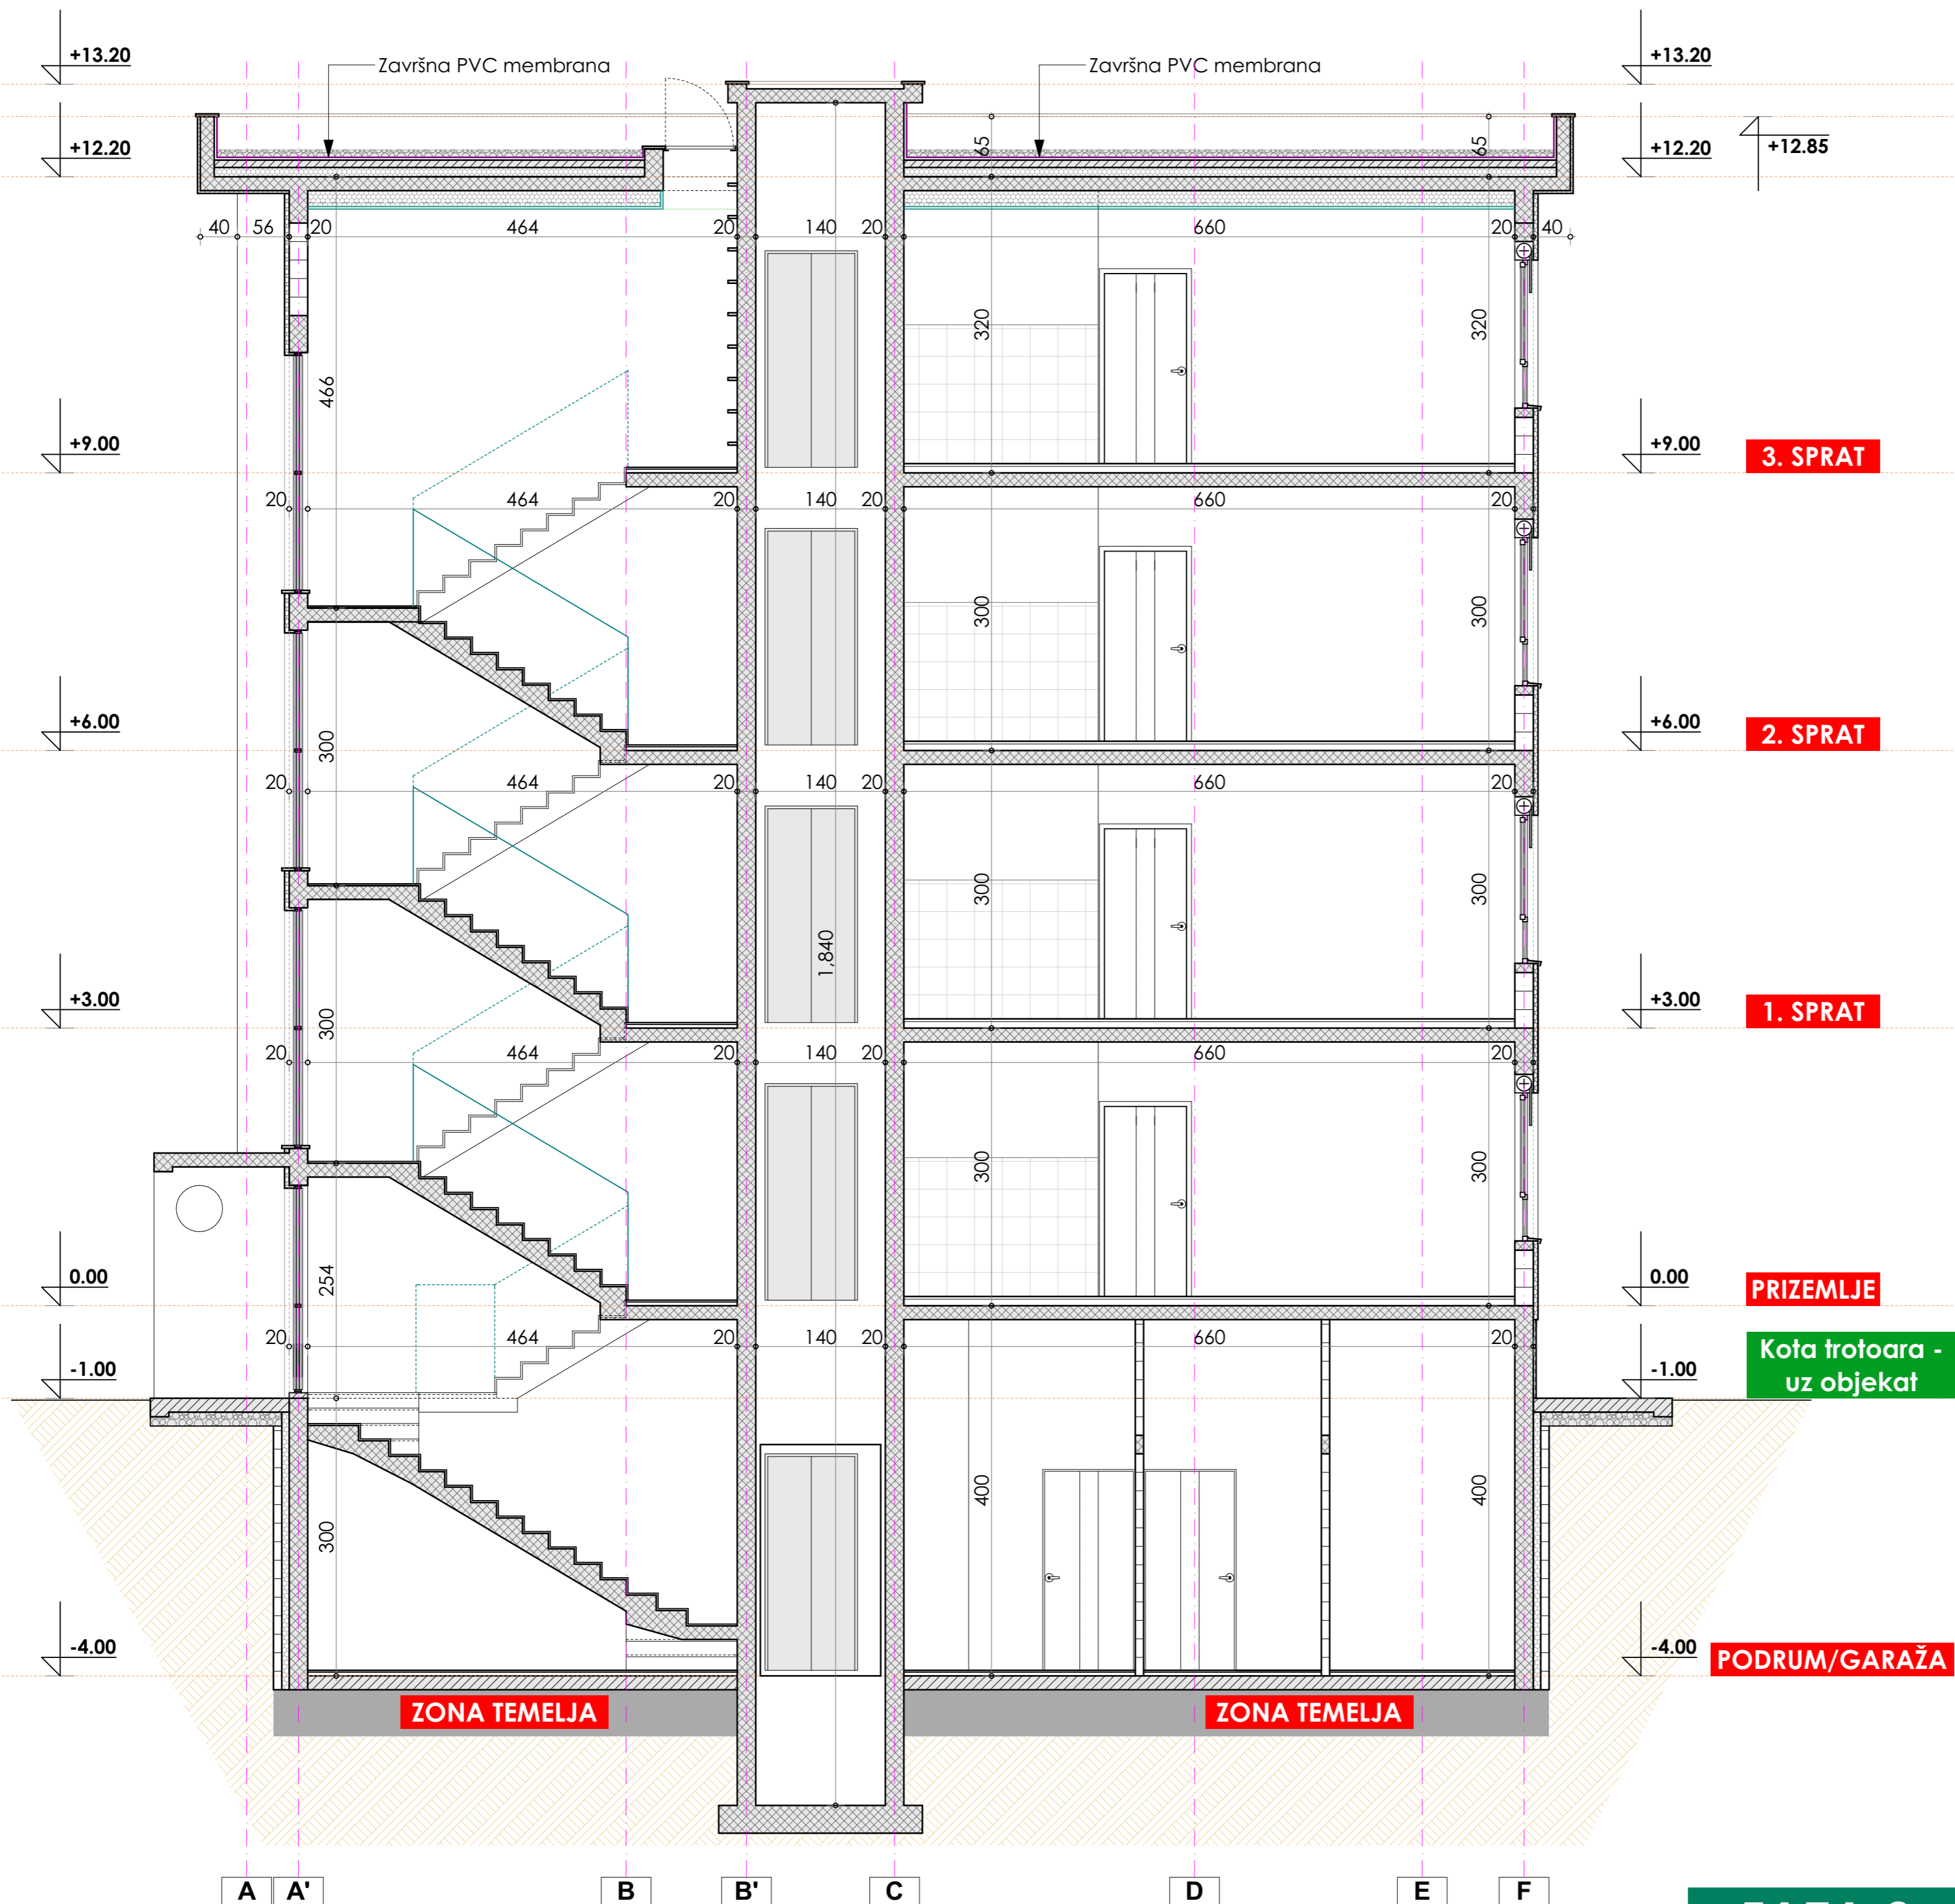 +13.20
Završna PVC membrana
Završna PVC membrana
+13.20
+12.20
65
65
+12.20
+12.85
40 56 20 464 20 140 20 660 20 40
466
320
320
+9.00
+9.00
3. SPRAT
20 464 20 140 20 660 20
300
300
+6.00
300
+6.00
2. SPRAT
20 464 20 140 20 660 20
300
300
1,840
+3.00
300
+3.00
1. SPRAT
20 464 20 140 20 660 20
300
300
0.00
254
0.00
PRIZEMLJE
20 464 20 140 20 660 20
-1.00
-1.00
Kota trotoara -
uz objekat
300
400
400
-4.00
-4.00
PODRUM/GARAŽA
ZONA TEMELJA
ZONA TEMELJA
A A' B B' C D E F